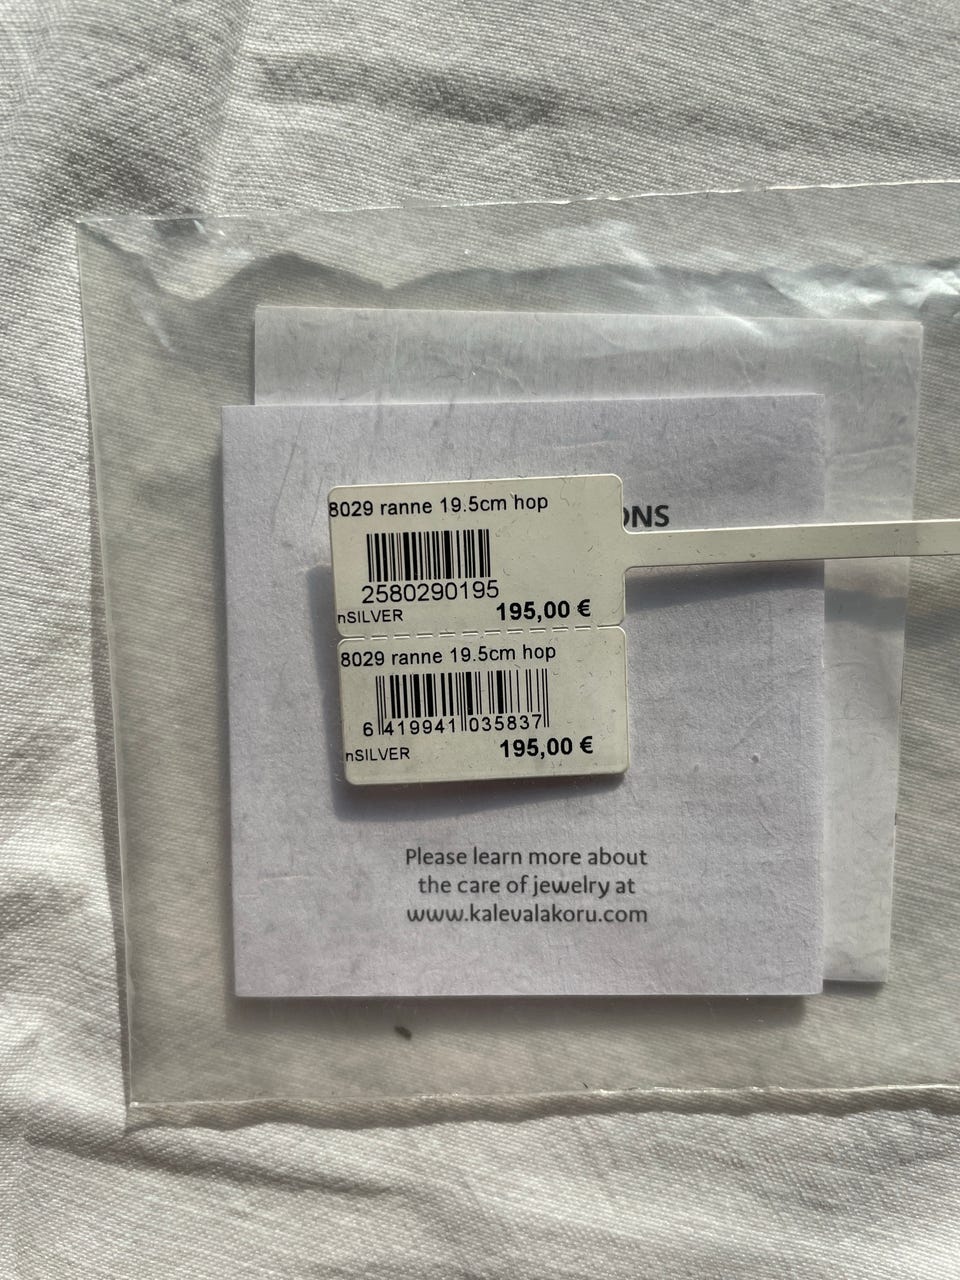 8029 ranne 19.5cm hop
ONS
2580290195
nSILVER 195,00 €
8029 ranne 19.5cm hop
6 419941 035837
nSILVER 195,00 €
Please learn more about
the care of jewelry at
www.kalevalakoru.com